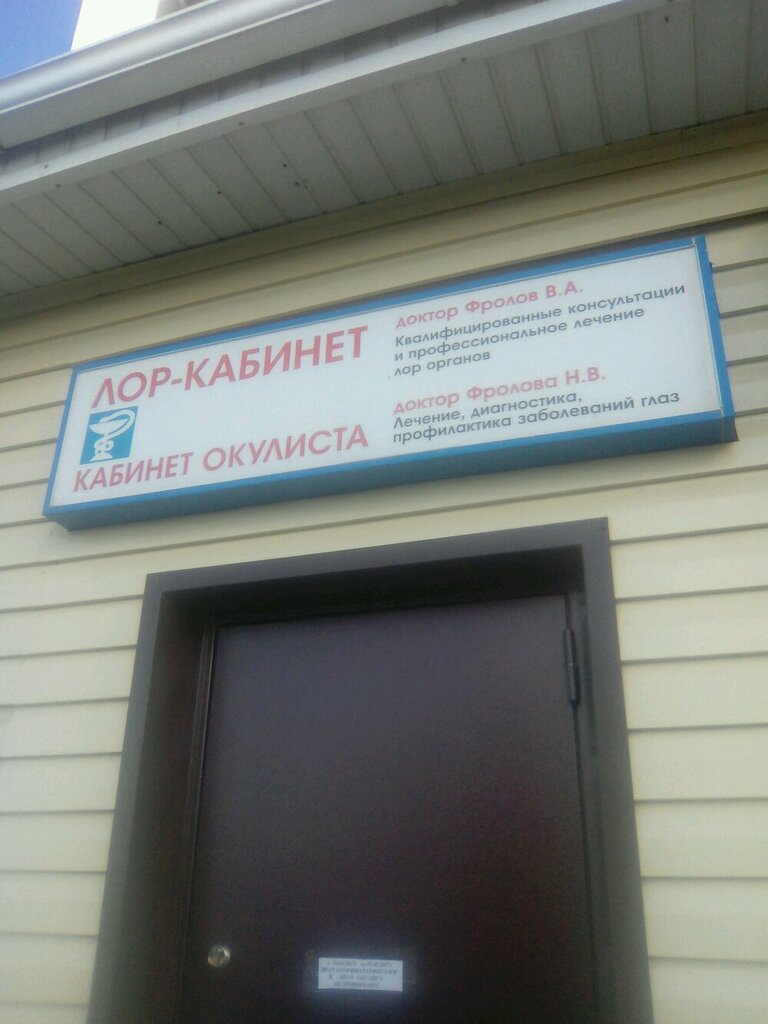 ЛОР-КАБИНЕТ
доктор Фролов В.А.
Квалифицированные консультации
и профессиональное лечение
лор органов
КАБИНЕТ ОКУЛИСТА
доктор Фролова Н.В.
Лечение, диагностика,
профилактика заболеваний глаз